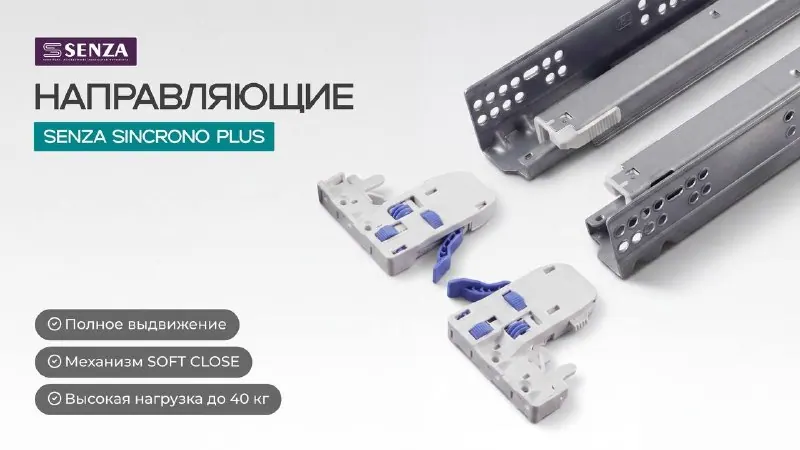 SENZA
НАПРАВЛЯЮЩИЕ
SENZA SINCRONO PLUS
Полное выдвижение
Механизм SOFT CLOSE
Высокая нагрузка до 40 кг